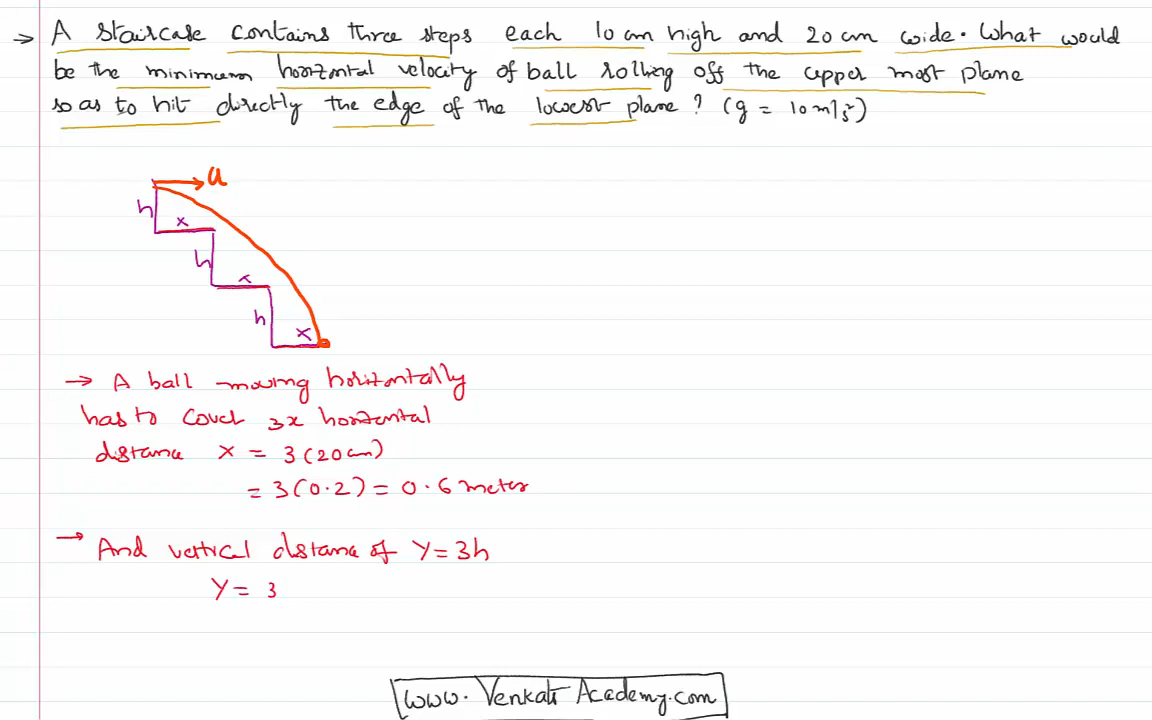 → A staircase contains three steps each 10 cm high and 20 cm wide. What would
be the minimum horizontal velocity of ball rolling off the upper most plane
so as to hit directly the edge of the lowest plane? (g = 10 m/s²)
u
h
x
h
x
h
x
→ A ball moving horizontally
has to cover 3x horizontal
distance x = 3(20cm)
= 3(0.2) = 0.6 meter
→ And vertical distance of y = 3h
y = 3
www.VenkatsAcademy.com